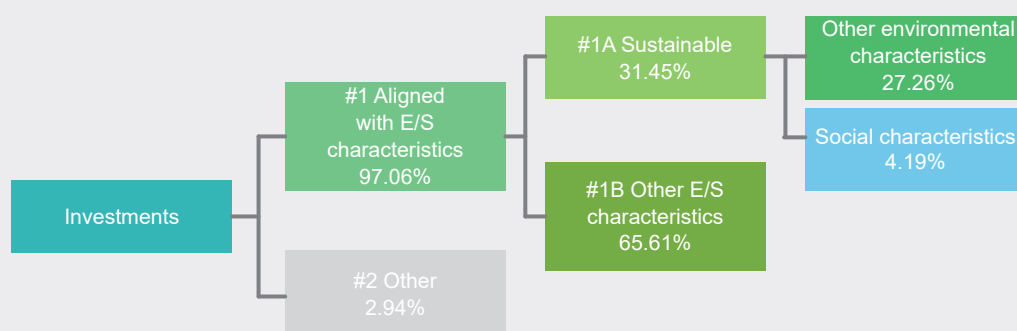 Investments
#1 Aligned
with E/S
characteristics
97.06%
#2 Other
2.94%
#1A Sustainable
31.45%
#1B Other E/S
characteristics
65.61%
Other environmental
characteristics
27.26%
Social characteristics
4.19%